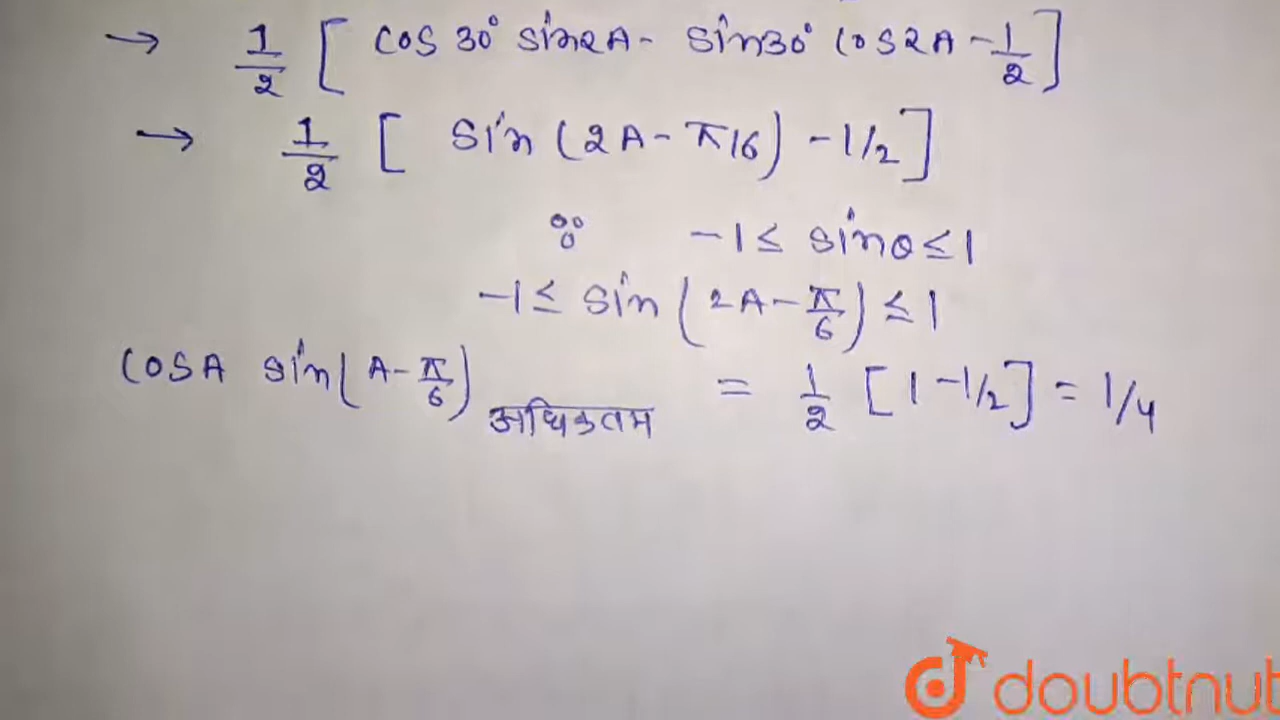 → 1/2 [ cos 30° sin2A - sin30° cos2A - 1/2 ]
→ 1/2 [ sin (2A - π/6) - 1/2 ]
∵ -1 ≤ sinθ ≤ 1
-1 ≤ sin (2A - π/6) ≤ 1
cosA sin(A - π/6) अधिकतम = 1/2 [1 - 1/2] = 1/4
doubtnut